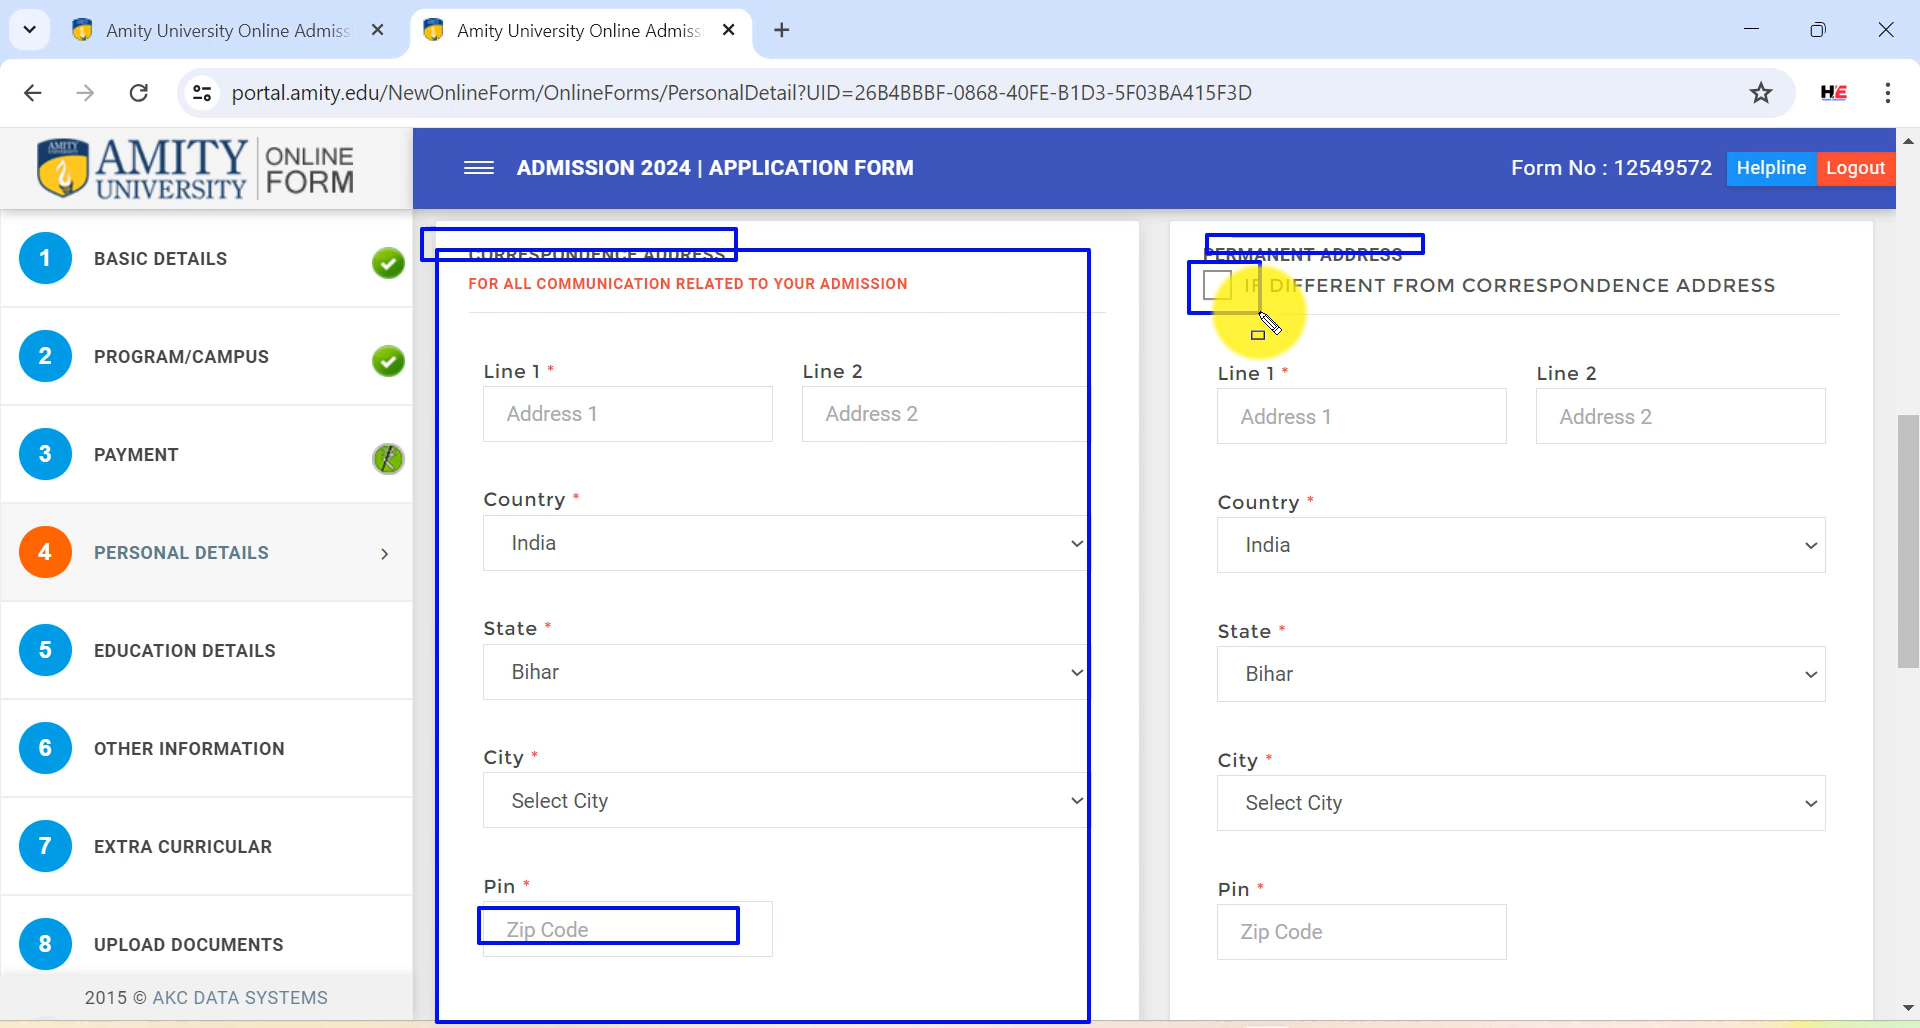 Amity University Online Admiss
Amity University Online Admiss
portal.amity.edu/NewOnlineForm/OnlineForms/PersonalDetail?UID=26B4BBBF-0868-40FE-B1D3-5F03BA415F3D
HE
AMITY
AMITY UNIVERSITY
ONLINE FORM
ADMISSION 2024 | APPLICATION FORM
Form No : 12549572
Helpline
Logout
1 BASIC DETAILS
2 PROGRAM/CAMPUS
3 PAYMENT
4 PERSONAL DETAILS
5 EDUCATION DETAILS
6 OTHER INFORMATION
7 EXTRA CURRICULAR
8 UPLOAD DOCUMENTS
2015 © AKC DATA SYSTEMS
CORRESPONDENCE ADDRESS
FOR ALL COMMUNICATION RELATED TO YOUR ADMISSION
Line 1 *
Line 2
Address 1
Address 2
Country *
India
State *
Bihar
City *
Select City
Pin *
Zip Code
PERMANENT ADDRESS
IF DIFFERENT FROM CORRESPONDENCE ADDRESS
Line 1 *
Line 2
Address 1
Address 2
Country *
India
State *
Bihar
City *
Select City
Pin *
Zip Code